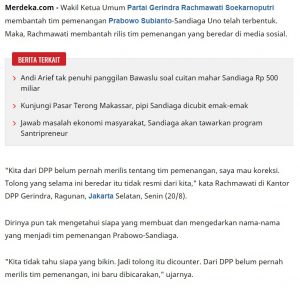 Merdeka.com - Wakil Ketua Umum Partai Gerindra Rachmawati Soekarnoputri
membantah tim pemenangan Prabowo Subianto-Sandiaga Uno telah terbentuk.
Maka, Rachmawati membantah rilis tim pemenangan yang beredar di media sosial.
BERITA TERKAIT
Andi Arief tak penuhi panggilan Bawaslu soal cuitan mahar Sandiaga Rp 500
miliar
Kunjungi Pasar Terong Makassar, pipi Sandiaga dicubit emak-emak
Jawab masalah ekonomi masyarakat, Sandiaga akan tawarkan program
Santripreneur
"Kita dari DPP belum pernah merilis tentang tim pemenangan, saya mau koreksi.
Tolong yang selama ini beredar itu tidak resmi dari kita," kata Rachmawati di Kantor
DPP Gerindra, Ragunan, Jakarta Selatan, Senin (20/8).
Dirinya pun tak mengetahui siapa yang membuat dan mengedarkan nama-nama
yang menjadi tim pemenangan Prabowo-Sandiaga.
"Kita tidak tahu siapa yang bikin. Jadi tolong itu dicounter. Dari DPP belum pernah
merilis tim pemenangan, ini baru dibicarakan," ujarnya.